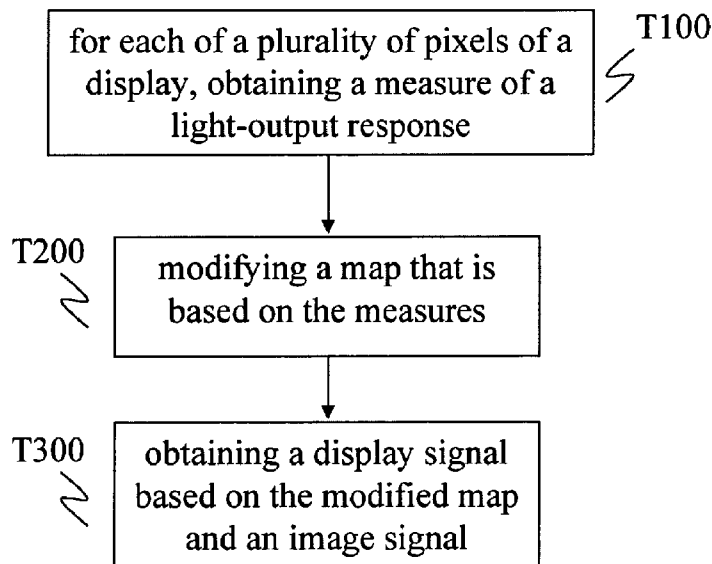 for each of a plurality of pixels of a
display, obtaining a measure of a
light-output response
T100
T200
modifying a map that is
based on the measures
T300
obtaining a display signal
based on the modified map
and an image signal